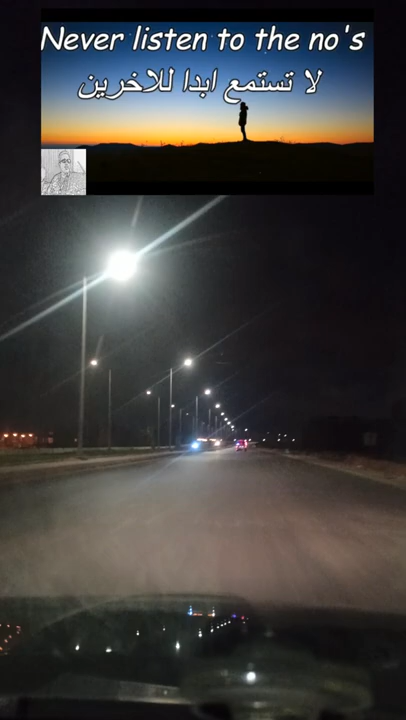 Never listen to the no's
لا تستمع ابدا للاخرين